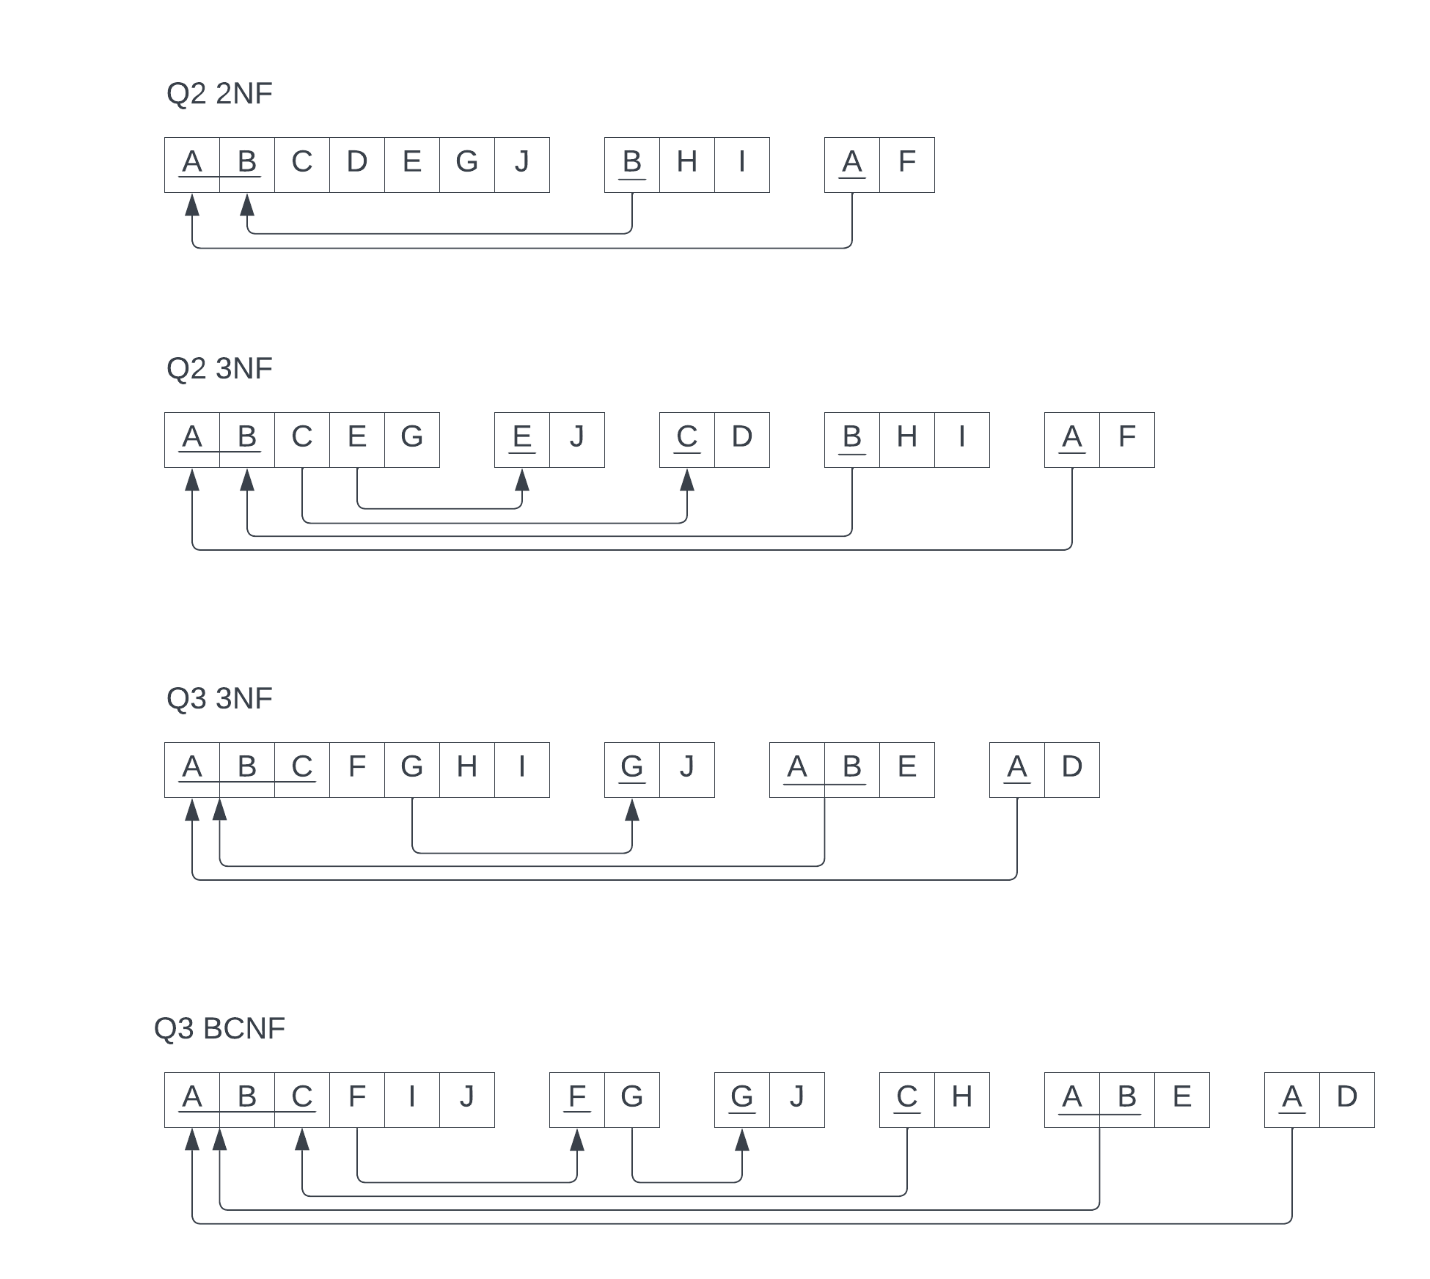 Q2 2NF
A B C D E G J B H I A F
Q2 3NF
A B C E G E J C D B H I A F
Q3 3NF
A B C F G H I G J A B E A D
Q3 BCNF
A B C F I J F G G J C H A B E A D